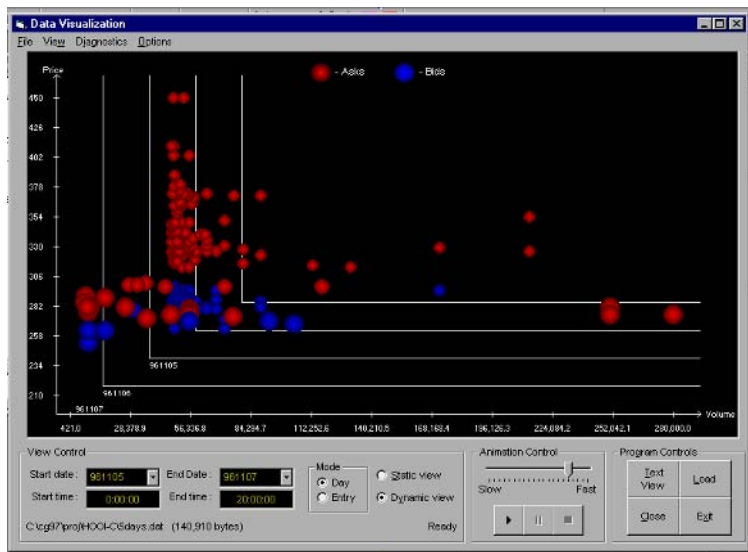 Data Visualization
File View Diagnostics Options
Price
- Asks - Bids
450
426
402
378
354
330
306
282
258
234
210
961105
961106
961107
Volume
421.0 28,378.9 56,336.8 84,294.7 112,252.6 140,210.5 168,168.4 196,126.3 224,084.2 252,042.1 280,000.0
View Control
Start date: 961105 End Date: 961107
Start time: 0:00:00 End time: 20:00:00
Mode
Day
Entry
Static view
Dynamic view
C:\cg97\proj\HOOI-C\5days.dat (140,910 bytes) Ready
Animation Control
Slow Fast
Program Controls
Text View Load
Close Exit